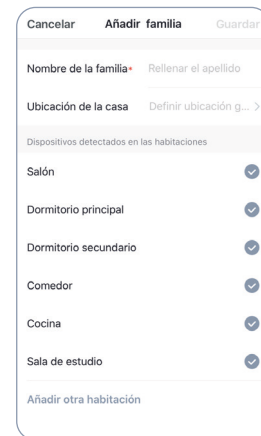 Cancelar Añadir familia Guardar
Nombre de la familia* Rellenar el apellido
Ubicación de la casa Definir ubicación g... >
Dispositivos detectados en las habitaciones
Salón
Dormitorio principal
Dormitorio secundario
Comedor
Cocina
Sala de estudio
Añadir otra habitación